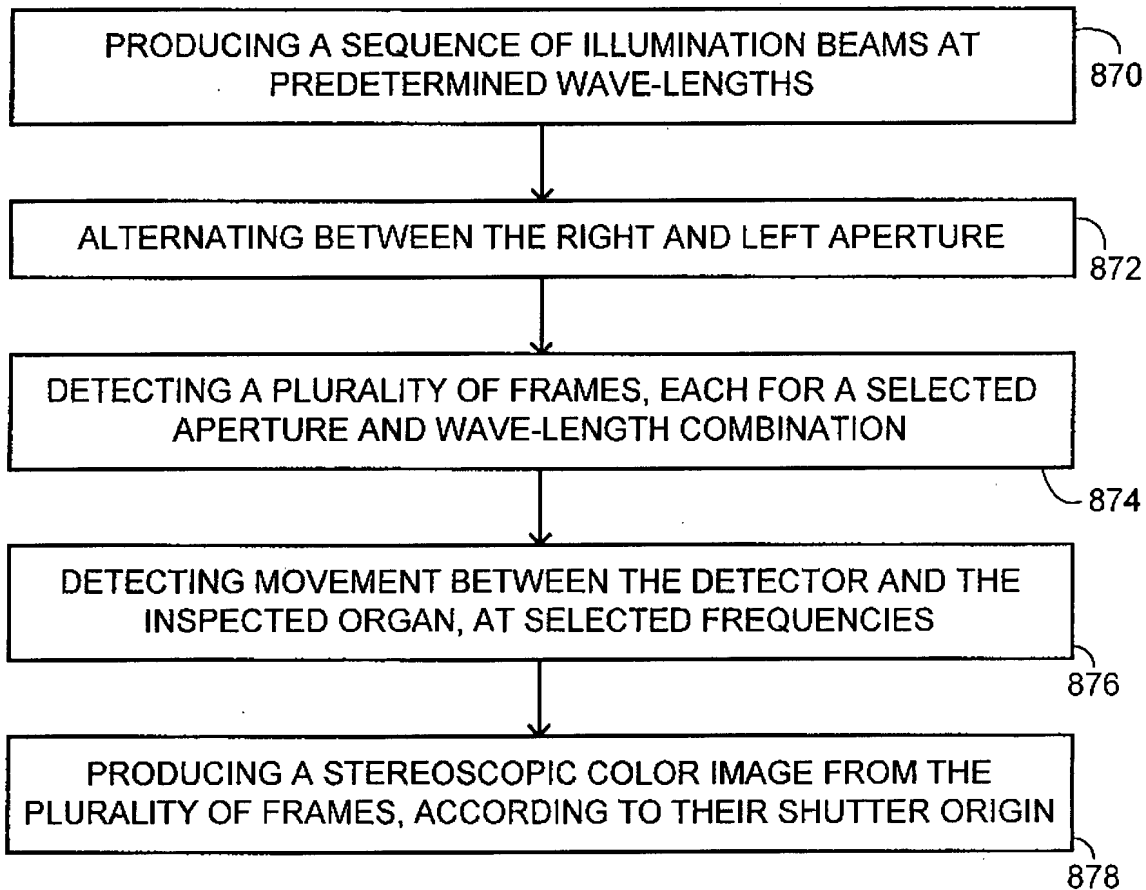 PRODUCING A SEQUENCE OF ILLUMINATION BEAMS AT
PREDETERMINED WAVE-LENGTHS
870
ALTERNATING BETWEEN THE RIGHT AND LEFT APERTURE
872
DETECTING A PLURALITY OF FRAMES, EACH FOR A SELECTED
APERTURE AND WAVE-LENGTH COMBINATION
874
DETECTING MOVEMENT BETWEEN THE DETECTOR AND THE
INSPECTED ORGAN, AT SELECTED FREQUENCIES
876
PRODUCING A STEREOSCOPIC COLOR IMAGE FROM THE
PLURALITY OF FRAMES, ACCORDING TO THEIR SHUTTER ORIGIN
878